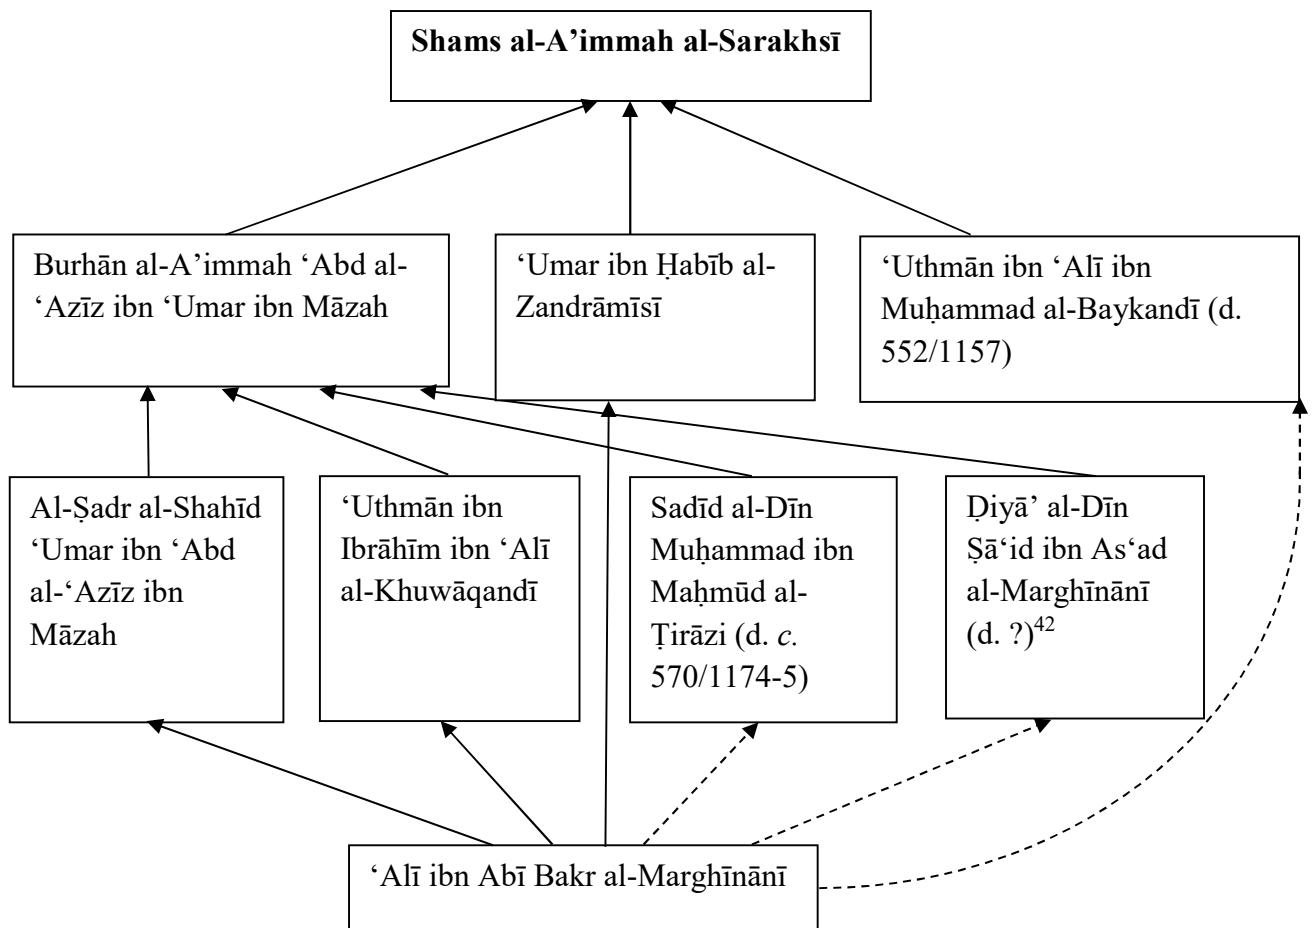 Shams al-A’immah al-Sarakhsī
Burhān al-A’immah ‘Abd al-
‘Azīz ibn ‘Umar ibn Māzah
‘Umar ibn Ḥabīb al-
Zandrāmīsī
‘Uthmān ibn ‘Alī ibn
Muḥammad al-Baykandī (d.
552/1157)
Al-Ṣadr al-Shahīd
‘Umar ibn ‘Abd
al-‘Azīz ibn
Māzah
‘Uthmān ibn
Ibrāhīm ibn ‘Alī
al-Khuwāqandī
Sadīd al-Dīn
Muḥammad ibn
Maḥmūd al-
Ṭirāzi (d. c.
570/1174-5)
Ḍiyā’ al-Dīn
Ṣā‘id ibn As‘ad
al-Marghīnānī
(d. ?)42
‘Alī ibn Abī Bakr al-Marghīnānī